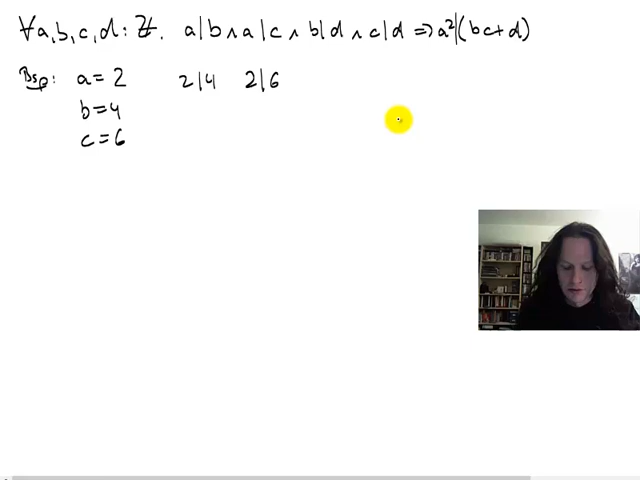 ∀a,b,c,d:ℤ. a|b ∧ a|c ∧ b|d ∧ c|d ⇒ a²|(bc+d)
Bsp: a=2 2|4 2|6
b=4
c=6